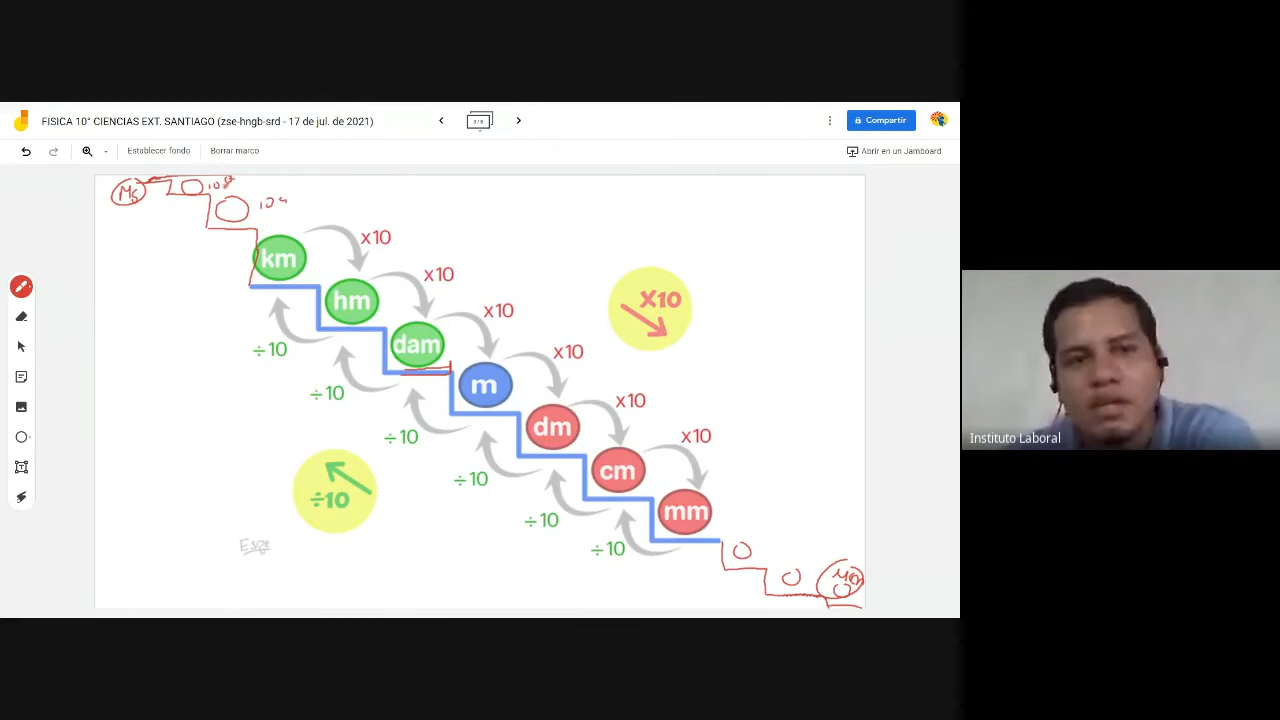 FISICA 10° CIENCIAS EXT. SANTIAGO (zse-hngb-srd - 17 de jul. de 2021)
3/8
Compartir
Establecer fondo
Borrar marco
Abrir en un Jamboard
km
x10
hm
x10
dam
x10
m
x10
dm
x10
cm
x10
mm
÷10
÷10
÷10
÷10
÷10
÷10
x10
÷10
Instituto Laboral